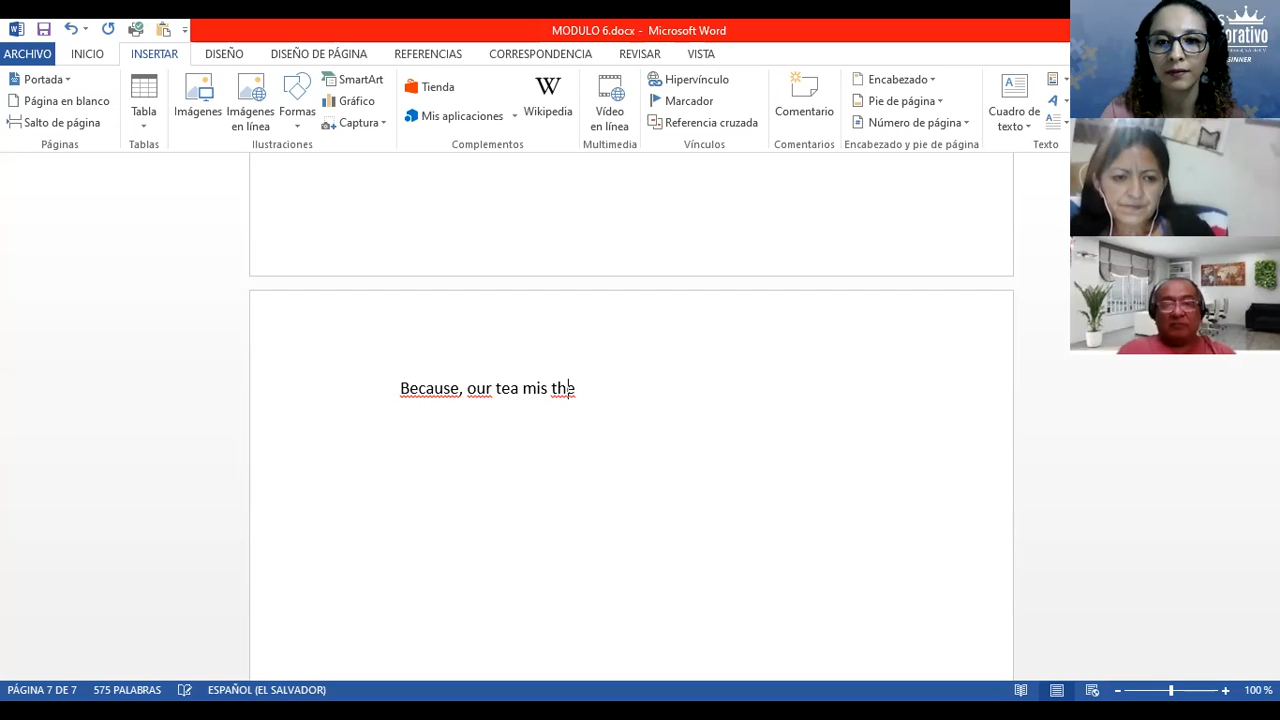 MODULO 6.docx - Microsoft Word
ARCHIVO INICIO INSERTAR DISEÑO DISEÑO DE PÁGINA REFERENCIAS CORRESPONDENCIA REVISAR VISTA
Portada
Página en blanco
Salto de página
Páginas
Tabla
Tablas
Imágenes
Imágenes en línea
Formas
SmartArt
Gráfico
Captura
Ilustraciones
Tienda
Mis aplicaciones
Complementos
W
Wikipedia
Vídeo en línea
Multimedia
Hipervínculo
Marcador
Referencia cruzada
Vínculos
Comentario
Comentarios
Encabezado
Pie de página
Número de página
Encabezado y pie de página
Cuadro de texto
Texto
orativo
Because, our tea mis the
PÁGINA 7 DE 7 575 PALABRAS ESPAÑOL (EL SALVADOR) 100 %